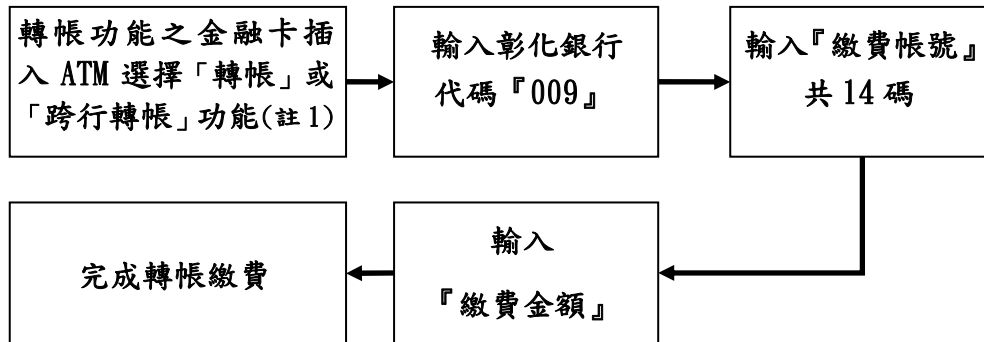 轉帳功能之金融卡插
入 ATM 選擇「轉帳」或
「跨行轉帳」功能(註1)
輸入彰化銀行
代碼『009』
輸入『繳費帳號』
共14碼
輸入
『繳費金額』
完成轉帳繳費